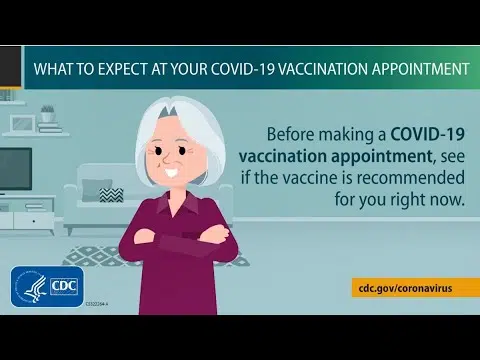 WHAT TO EXPECT AT YOUR COVID-19 VACCINATION APPOINTMENT
Before making a COVID-19
vaccination appointment, see
if the vaccine is recommended
for you right now.
CDC
cdc.gov/coronavirus